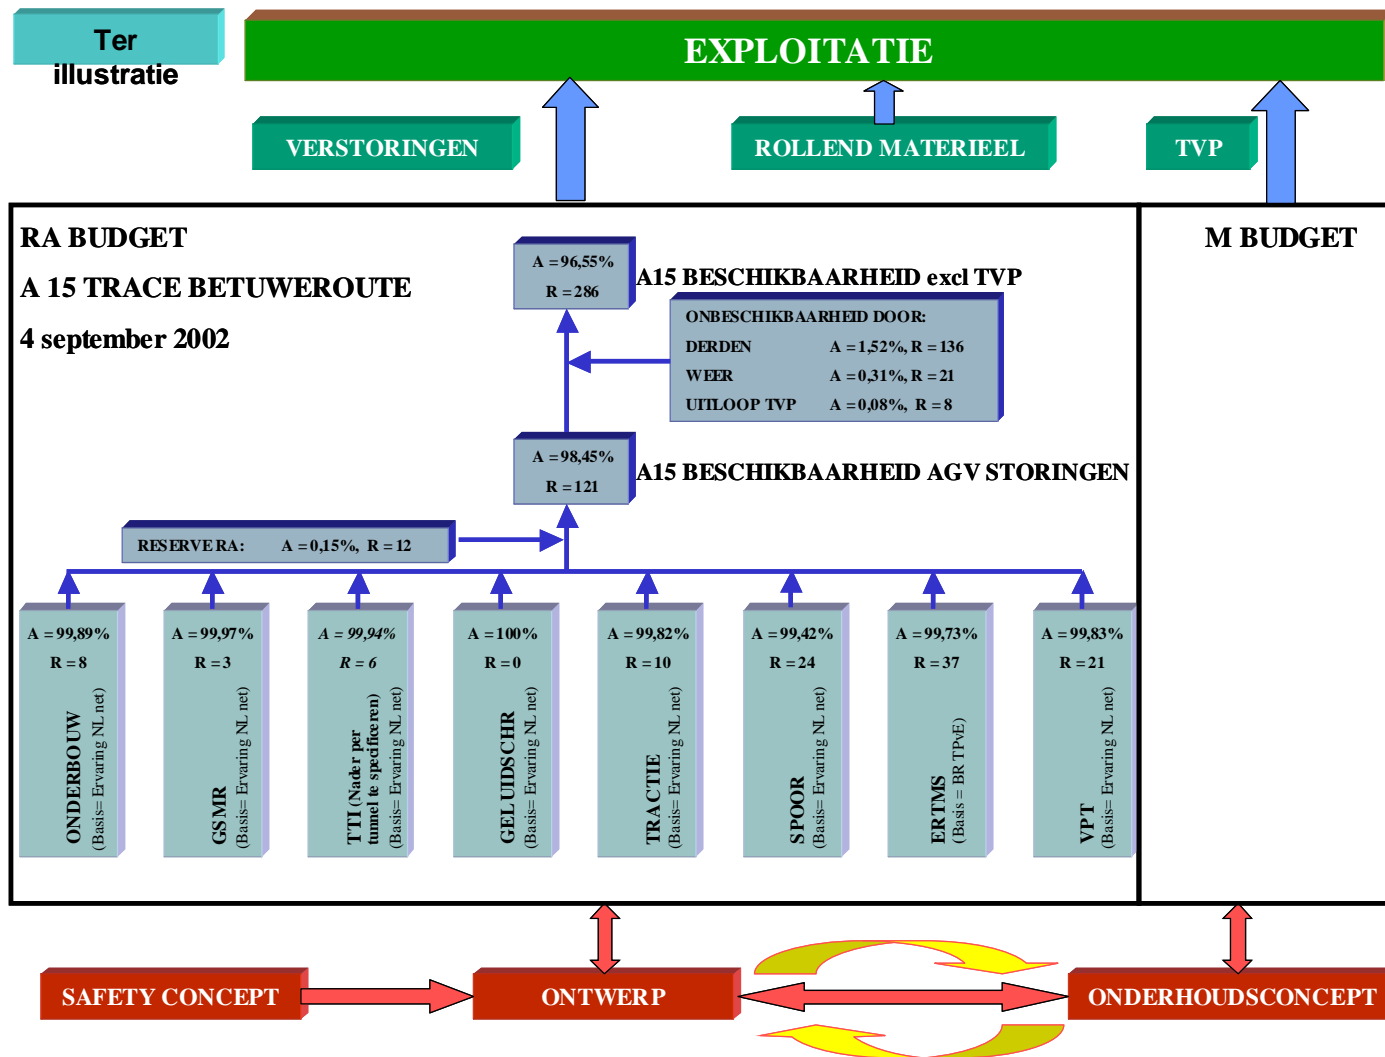 Ter
illustratie
EXPLOITATIE
VERSTORINGEN
ROLLEND MATERIEEL
TVP
RA BUDGET
A 15 TRACE BETUWEROUTE
4 september 2002
M BUDGET
A = 96,55%
R = 286
A15 BESCHIKBAARHEID excl TVP
ONBESCHIKBAARHEID DOOR:
DERDEN A = 1,52%, R = 136
WEER A = 0,31%, R = 21
UITLOOP TVP A = 0,08%, R = 8
A = 98,45%
R = 121
A15 BESCHIKBAARHEID AGV STORINGEN
RESERVE RA: A = 0,15%, R = 12
A = 99,89%
R = 8
ONDERBOUW
(Basis= Ervaring NL net)
A = 99,97%
R = 3
GSMR
(Basis= Ervaring NL net)
A = 99,94%
R = 6
TTI (Nader per
tunnel te specificeren)
(Basis= Ervaring NL net)
A = 100%
R = 0
GELUIDSCHR
(Basis= Ervaring NL net)
A = 99,82%
R = 10
TRACTIE
(Basis= Ervaring NL net)
A = 99,42%
R = 24
SPOOR
(Basis= Ervaring NL net)
A = 99,73%
R = 37
ERTMS
(Basis = BR TPvE)
A = 99,83%
R = 21
VPT
(Basis= Ervaring NL net)
SAFETY CONCEPT
ONTWERP
ONDERHOUDSCONCEPT